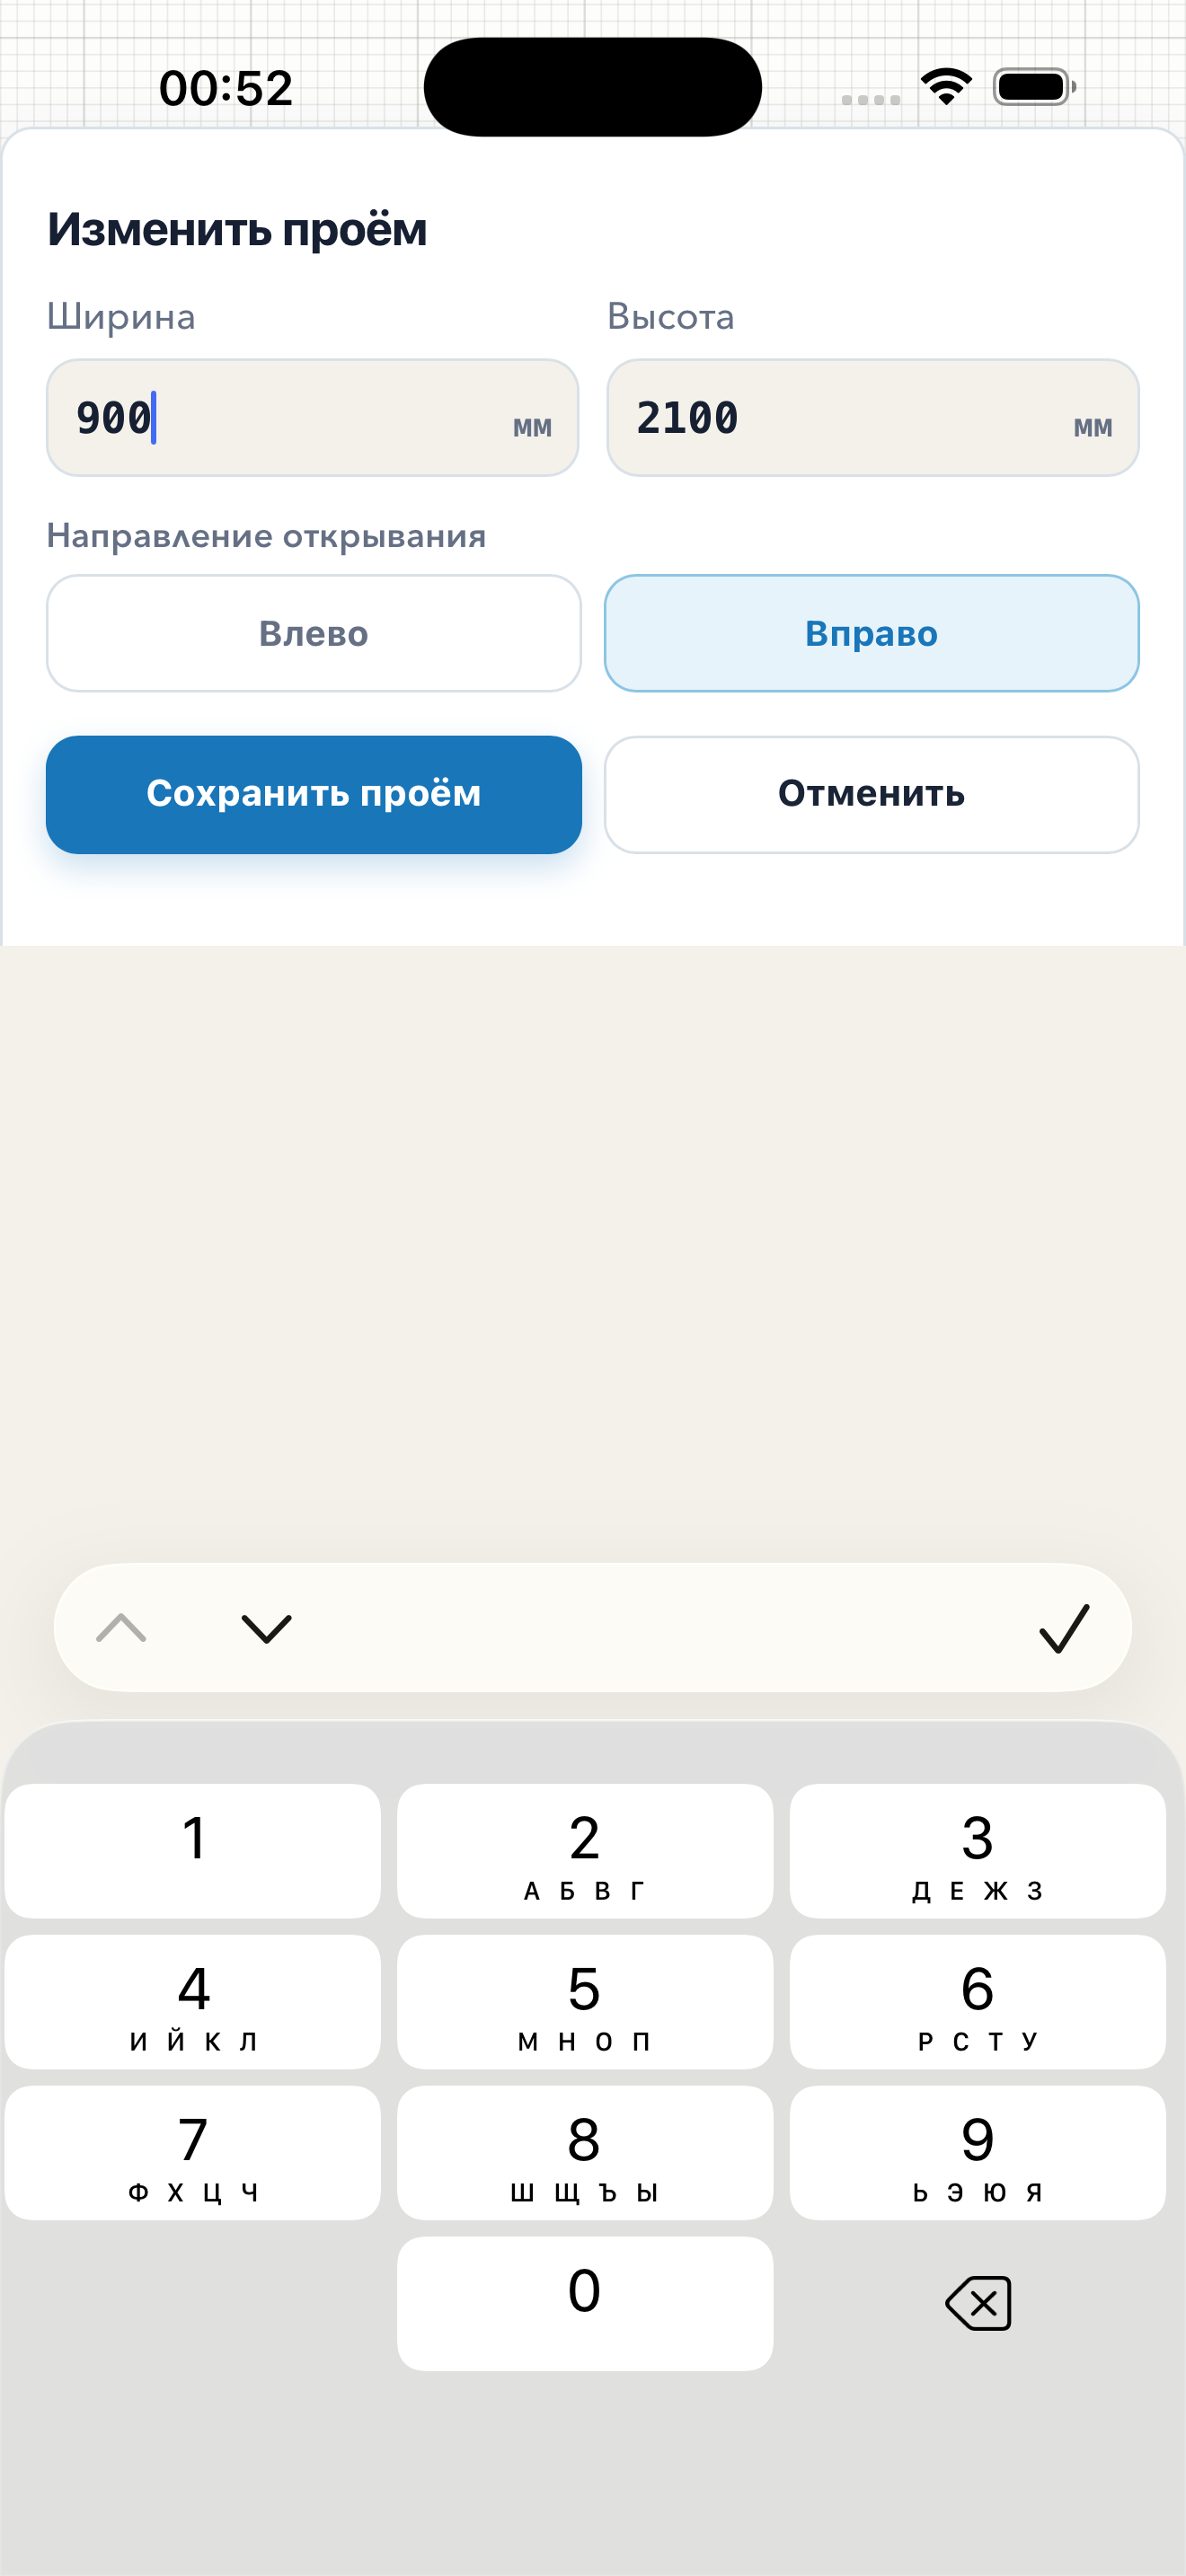 00:52
Изменить проём
Ширина Высота
900 мм 2100 мм
Направление открывания
Влево Вправо
Сохранить проём Отменить
1 2 3
А Б В Г Д Е Ж З
4 5 6
И Й К Л М Н О П Р С Т У
7 8 9
Ф Х Ц Ч Ш Щ Ъ Ы Ь Э Ю Я
0